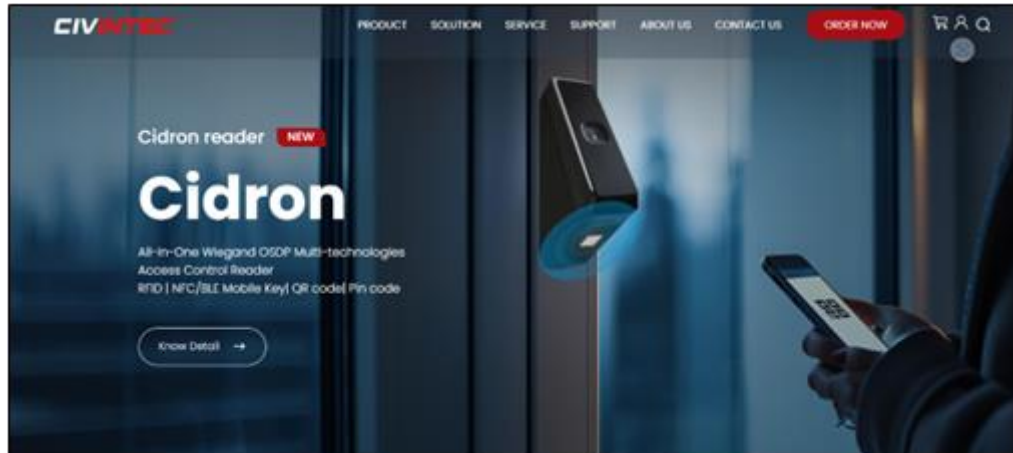 CIVINTEC
PRODUCT SOLUTION SERVICE SUPPORT ABOUT US CONTACT US ORDER NOW
Cidron reader NEW
Cidron
All-in-One Wiegand OSDP Multi-technologies
Access Control Reader
RFID | NFC/BLE Mobile Key| QR code| Pin code
Know Detail →